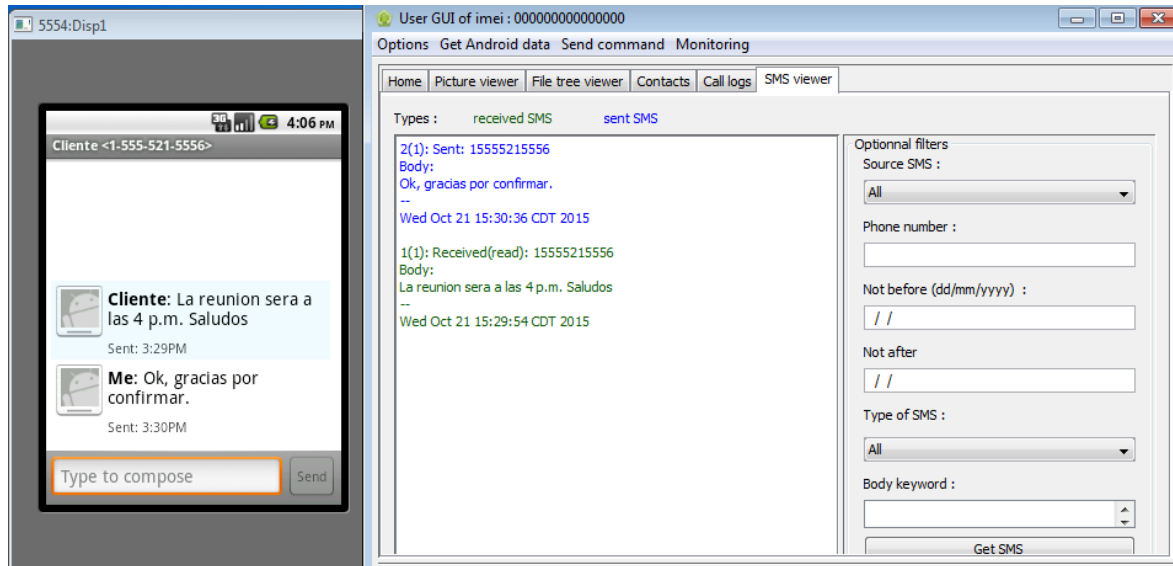 5554:Disp1
3G
4:06 PM
Cliente <1-555-521-5556>
Cliente: La reunion sera a
las 4 p.m. Saludos
Sent: 3:29PM
Me: Ok, gracias por
confirmar.
Sent: 3:30PM
Type to compose
Send
User GUI of imei : 000000000000000
Options Get Android data Send command Monitoring
Home Picture viewer File tree viewer Contacts Call logs SMS viewer
Types : received SMS sent SMS
2(1): Sent: 15555215556
Body:
Ok, gracias por confirmar.
--
Wed Oct 21 15:30:36 CDT 2015
1(1): Received(read): 15555215556
Body:
La reunion sera a las 4 p.m. Saludos
--
Wed Oct 21 15:29:54 CDT 2015
Optionnal filters
Source SMS :
All
Phone number :
Not before (dd/mm/yyyy) :
/ /
Not after
/ /
Type of SMS :
All
Body keyword :
Get SMS